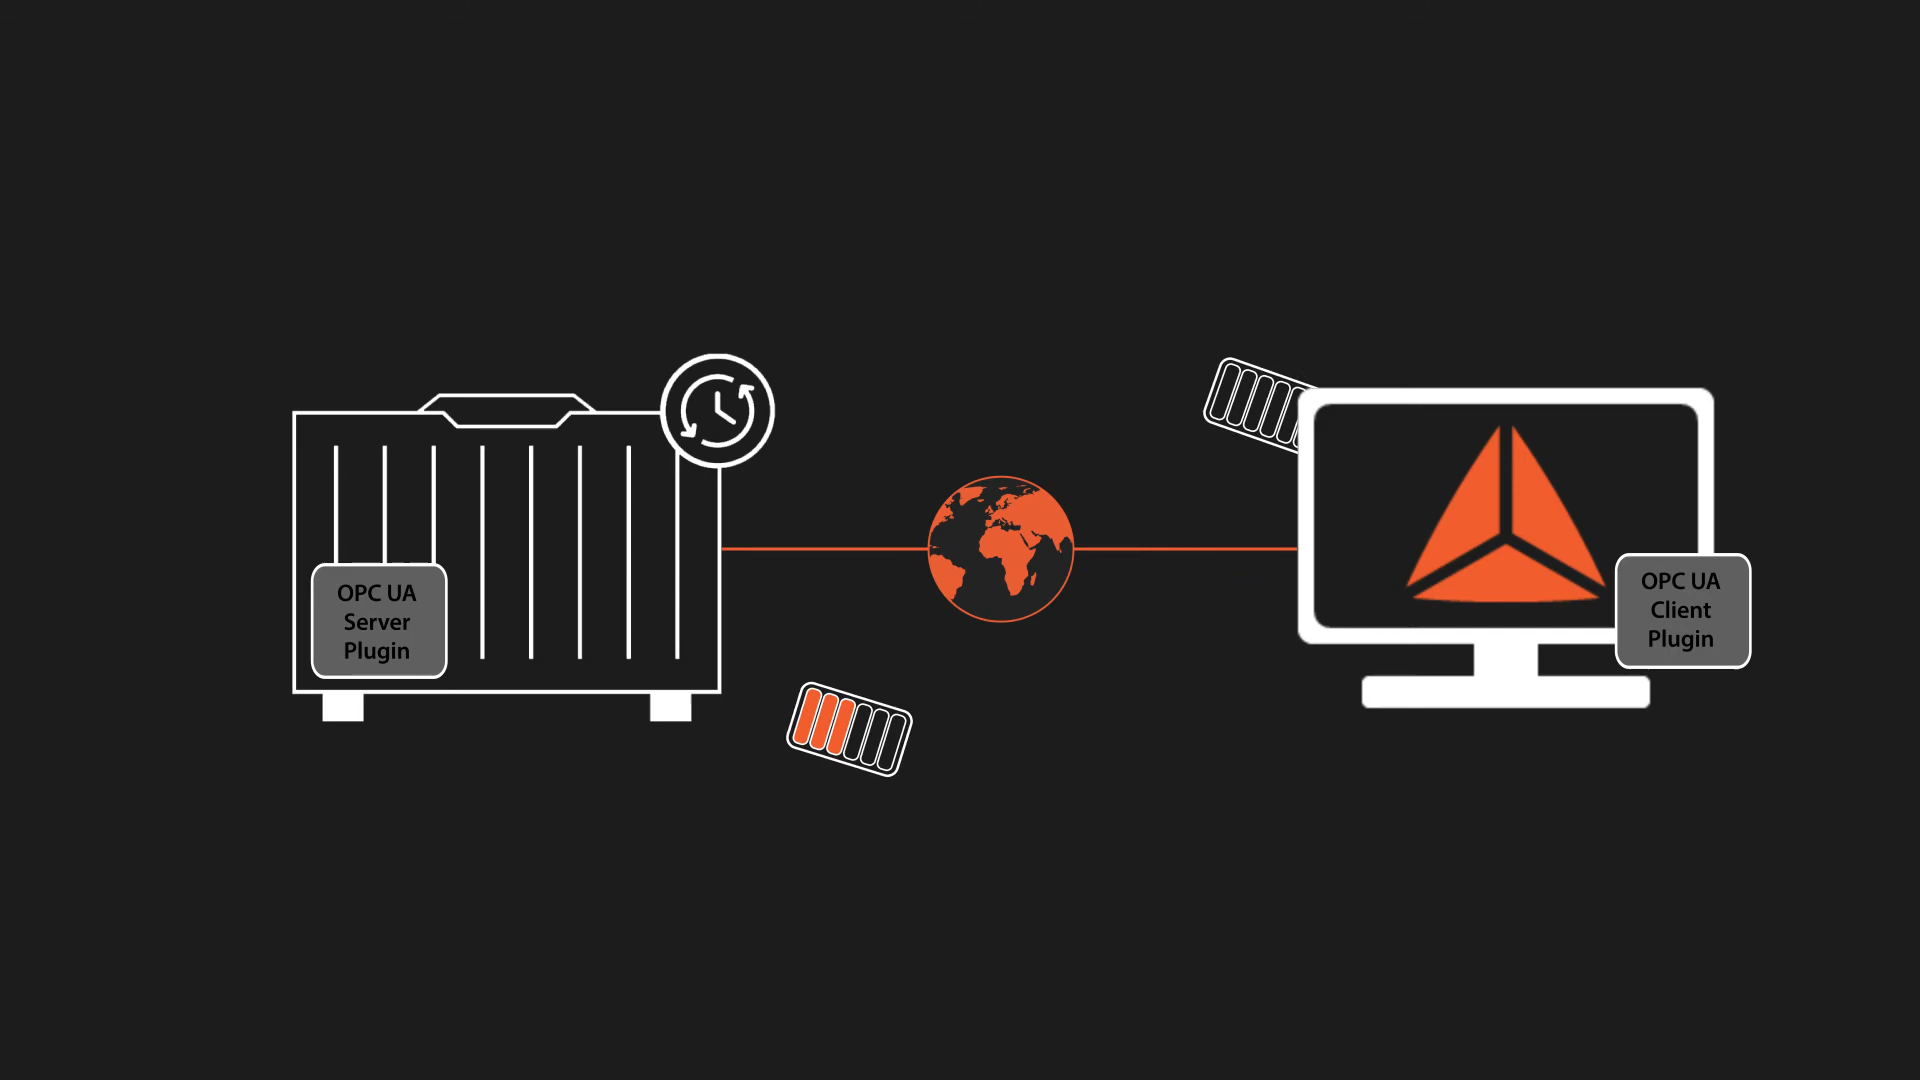 OPC UA
Server
Plugin
OPC UA
Client
Plugin